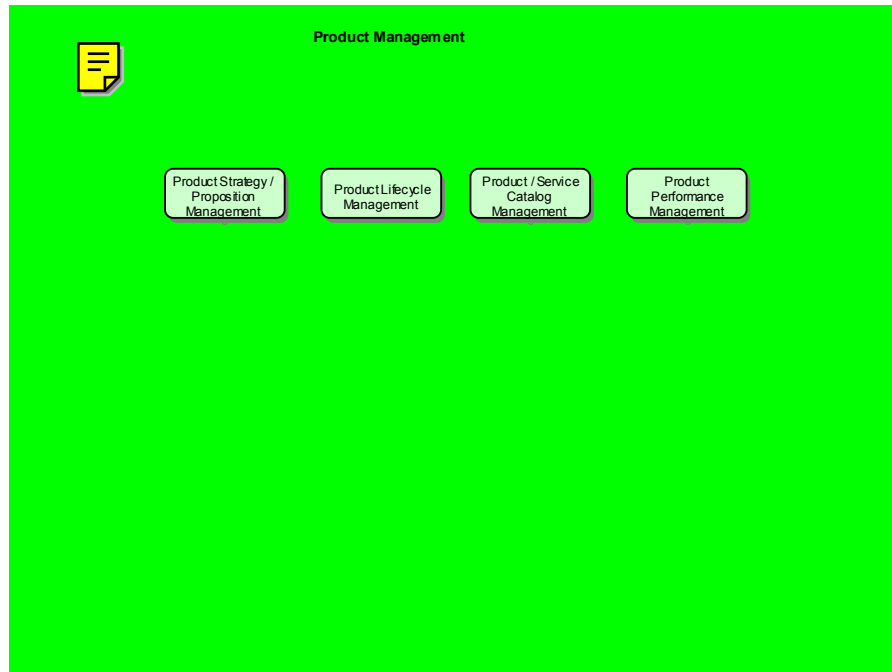 Product Management
Product Strategy /
Proposition
Management
Product Lifecycle
Management
Product / Service
Catalog
Management
Product
Performance
Management